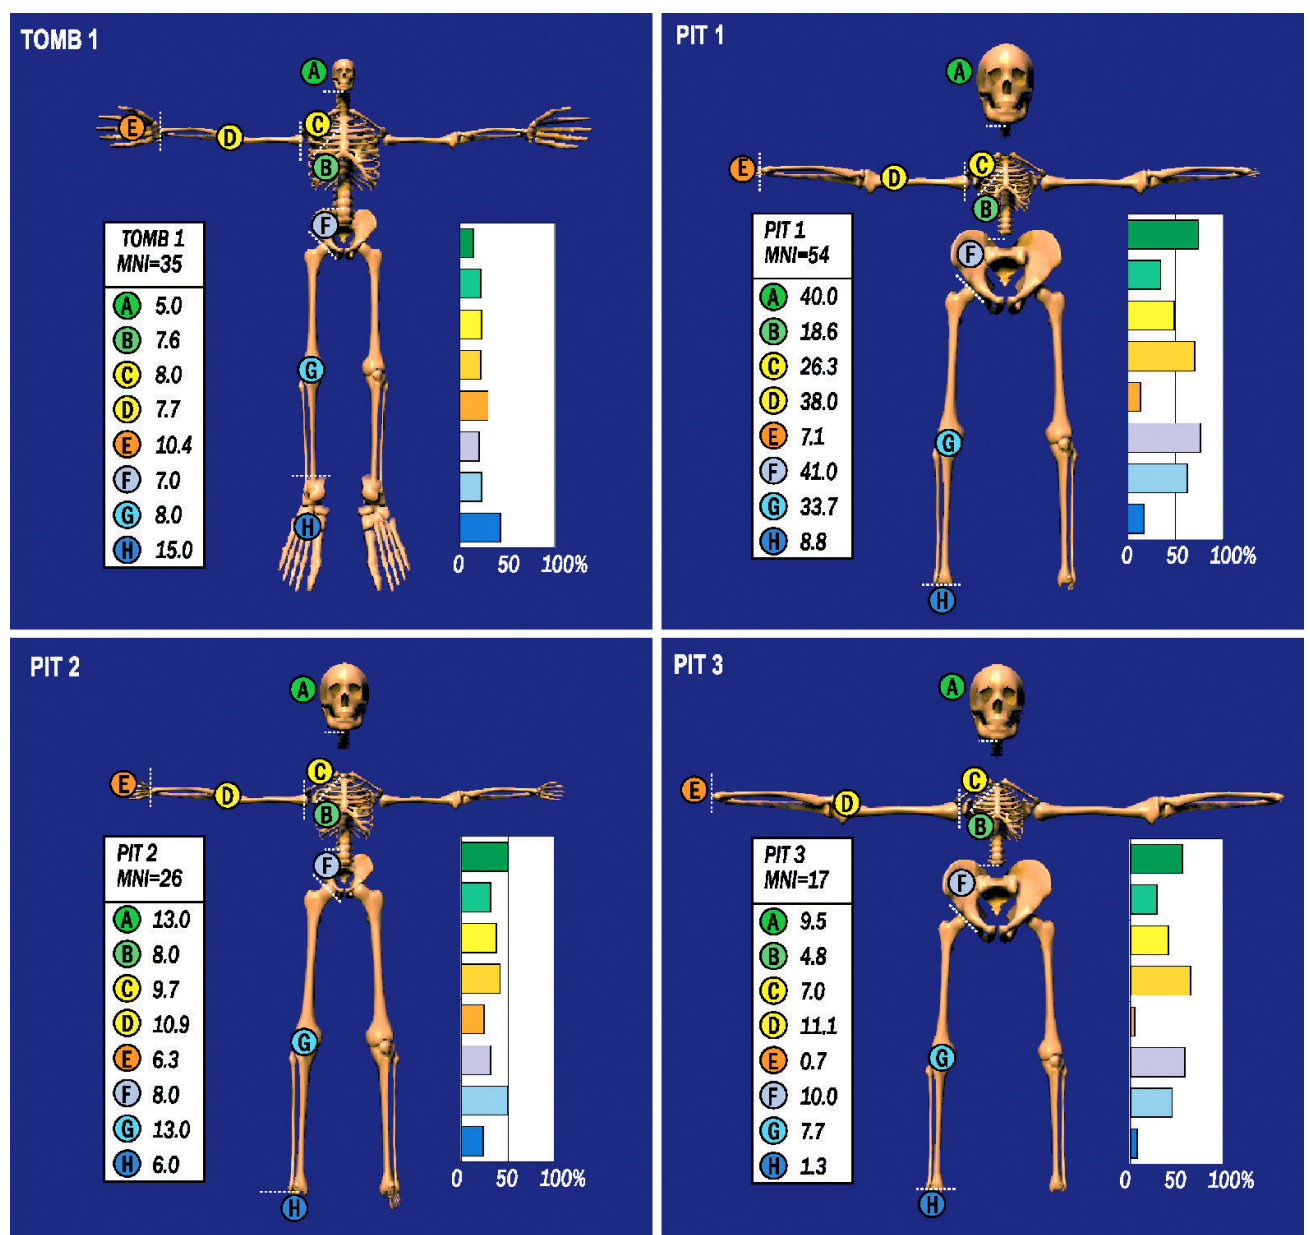 TOMB 1
A
E
D
C
B
F
G
H
TOMB 1
MNI=35
A 5.0
B 7.6
C 8.0
D 7.7
E 10.4
F 7.0
G 8.0
H 15.0
0 50 100%
PIT 1
A
E
D
C
B
F
G
H
PIT 1
MNI=54
A 40.0
B 18.6
C 26.3
D 38.0
E 7.1
F 41.0
G 33.7
H 8.8
0 50 100%
PIT 2
A
E
D
C
B
F
G
H
PIT 2
MNI=26
A 13.0
B 8.0
C 9.7
D 10.9
E 6.3
F 8.0
G 13.0
H 6.0
0 50 100%
PIT 3
A
E
D
C
B
F
G
H
PIT 3
MNI=17
A 9.5
B 4.8
C 7.0
D 11,1
E 0.7
F 10.0
G 7.7
H 1.3
0 50 100%